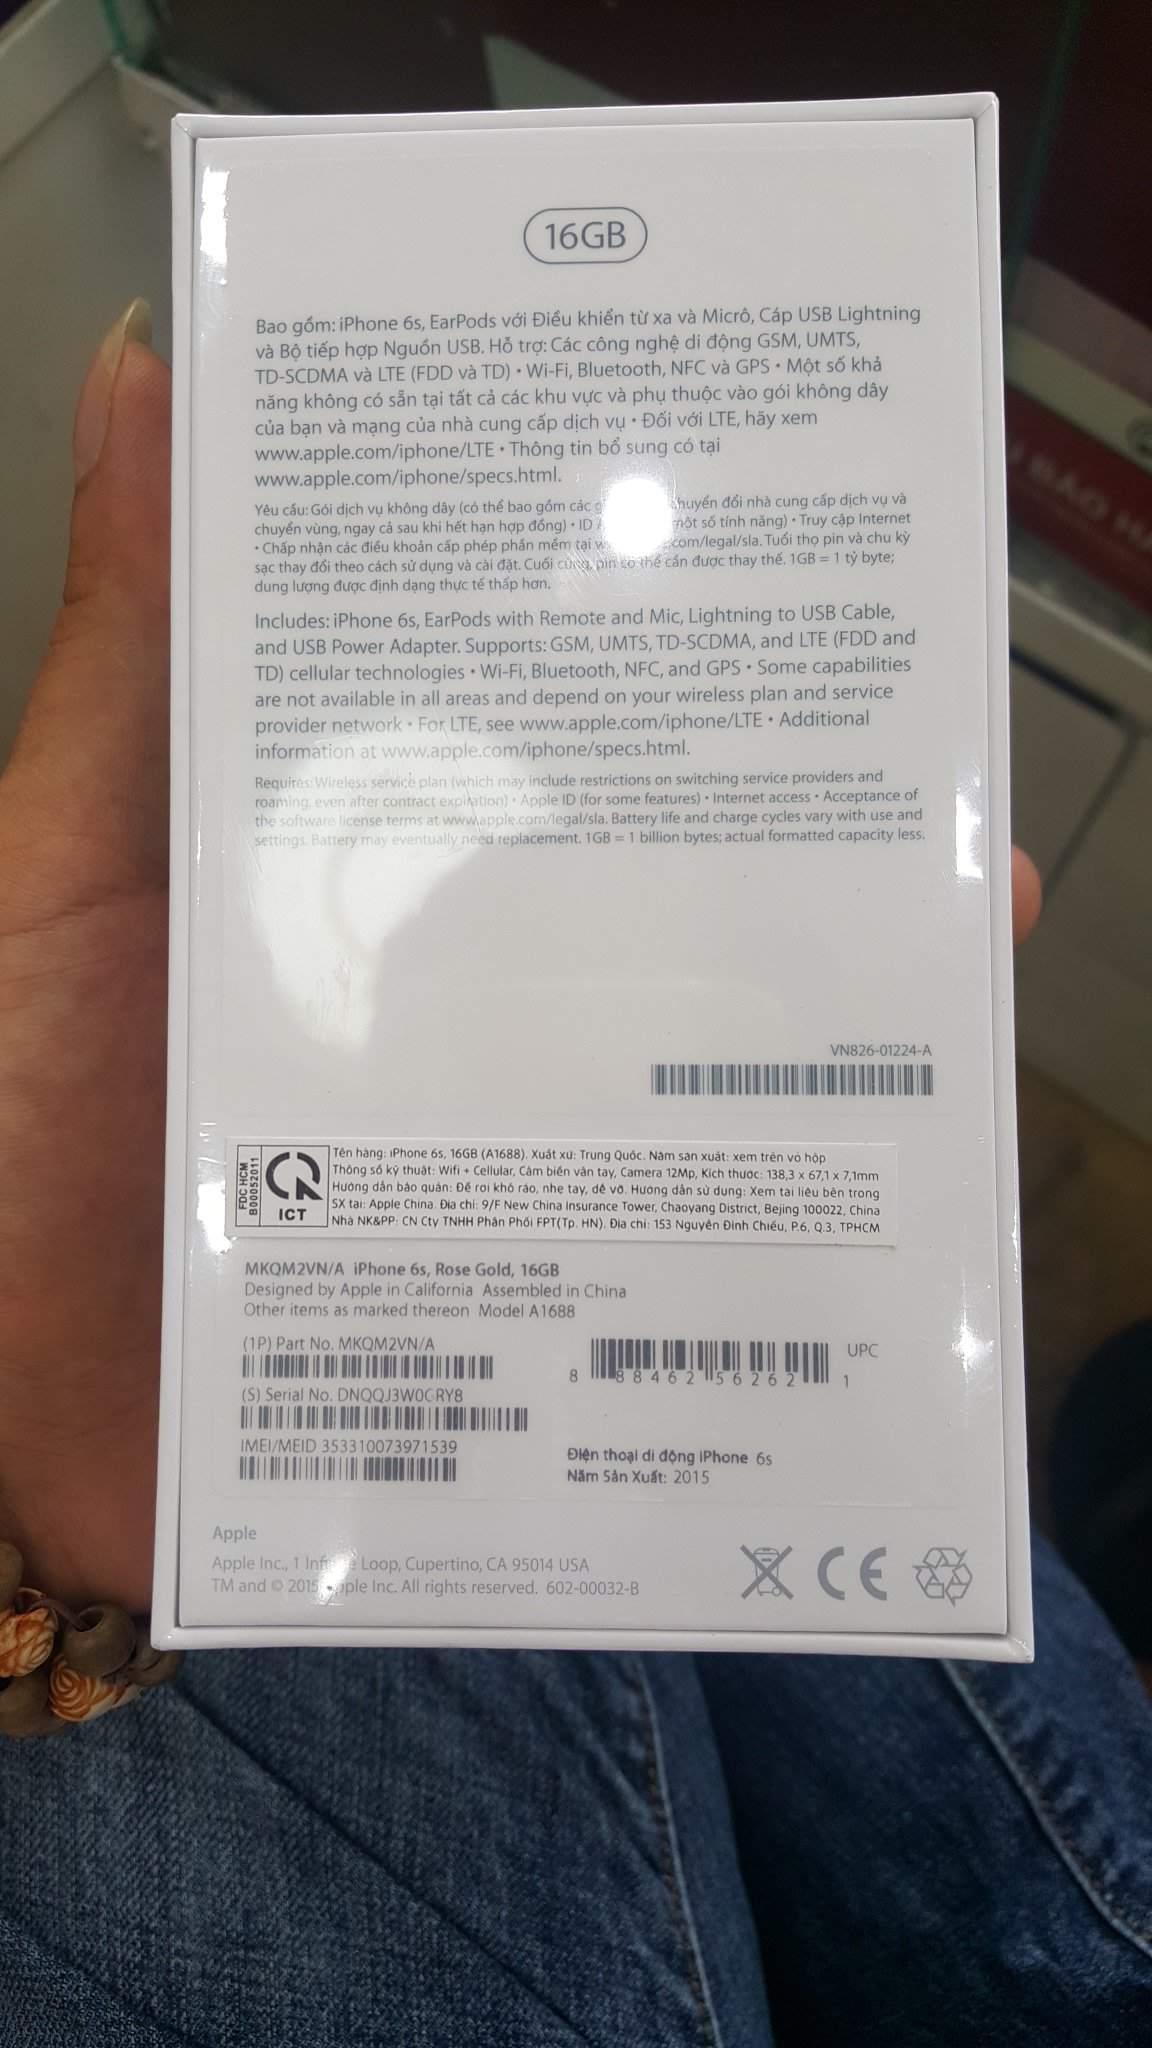 16GB
Bao gồm: iPhone 6s, EarPods với Điều khiển từ xa và Micrô, Cáp USB Lightning
và Bộ tiếp hợp Nguồn USB. Hỗ trợ: Các công nghệ di động GSM, UMTS,
TD-SCDMA và LTE (FDD và TD) • Wi-Fi, Bluetooth, NFC và GPS • Một số khả
năng không có sẵn tại tất cả các khu vực và phụ thuộc vào gói không dây
của bạn và mạng của nhà cung cấp dịch vụ • Đối với LTE, hãy xem
www.apple.com/iphone/LTE • Thông tin bổ sung có tại
www.apple.com/iphone/specs.html.
Yêu cầu: Gói dịch vụ không dây (có thể bao gồm các chuyển đổi nhà cung cấp dịch vụ và
chuyển vùng, ngay cả sau khi hết hạn hợp đồng) • ID một số tính năng) • Truy cập Internet
• Chấp nhận các điều khoản cấp phép phần mềm tại .com/legal/sla. Tuổi thọ pin và chu kỳ
sạc thay đổi theo cách sử dụng và cài đặt. Cuối cùng, pin có thể cần được thay thế. 1GB = 1 tỷ byte;
dung lượng được định dạng thực tế thấp hơn.
Includes: iPhone 6s, EarPods with Remote and Mic, Lightning to USB Cable,
and USB Power Adapter. Supports: GSM, UMTS, TD-SCDMA, and LTE (FDD and
TD) cellular technologies • Wi-Fi, Bluetooth, NFC, and GPS • Some capabilities
are not available in all areas and depend on your wireless plan and service
provider network • For LTE, see www.apple.com/iphone/LTE • Additional
information at www.apple.com/iphone/specs.html.
Requires: Wireless service plan (which may include restrictions on switching service providers and
roaming, even after contract expiration) • Apple ID (for some features) • Internet access • Acceptance of
the software license terms at www.apple.com/legal/sla. Battery life and charge cycles vary with use and
settings. Battery may eventually need replacement. 1GB = 1 billion bytes; actual formatted capacity less.
VN826-01224-A
FDC HCM
B00052011
ICT
Tên hàng: iPhone 6s, 16GB (A1688). Xuất xứ: Trung Quốc. Năm sản xuất: xem trên vỏ hộp
Thông số kỹ thuật: Wifi + Cellular, Cảm biến vân tay, Camera 12Mp, Kích thước: 138,3 x 67,1 x 7,1mm
Hướng dẫn bảo quản: Để rơi khô ráo, nhẹ tay, dễ vỡ. Hướng dẫn sử dụng: Xem tài liệu bên trong
SX tại: Apple China. Địa chỉ: 9/F New China Insurance Tower, Chaoyang District, Bejing 100022, China
Nhà NK&PP: CN Cty TNHH Phân Phối FPT(Tp. HN). Địa chỉ: 153 Nguyễn Đình Chiểu, P.6, Q.3, TPHCM
MKQM2VN/A iPhone 6s, Rose Gold, 16GB
Designed by Apple in California Assembled in China
Other items as marked thereon Model A1688
(1P) Part No. MKQM2VN/A
(S) Serial No. DNQQJ3W0GRY8
IMEI/MEID 353310073971539
8 88462 56262 1
UPC
Điện thoại di động iPhone 6s
Năm Sản Xuất: 2015
Apple
Apple Inc., 1 Loop, Cupertino, CA 95014 USA
TM and © 2015 Apple Inc. All rights reserved. 602-00032-B
CE
BẢO